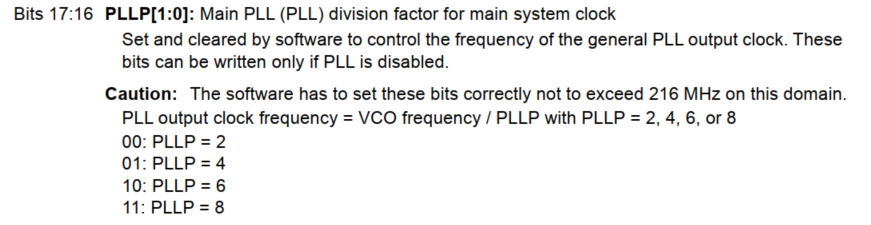 Bits 17:16 PLLP[1:0]: Main PLL (PLL) division factor for main system clock
Set and cleared by software to control the frequency of the general PLL output clock. These
bits can be written only if PLL is disabled.
Caution: The software has to set these bits correctly not to exceed 216 MHz on this domain.
PLL output clock frequency = VCO frequency / PLLP with PLLP = 2, 4, 6, or 8
00: PLLP = 2
01: PLLP = 4
10: PLLP = 6
11: PLLP = 8